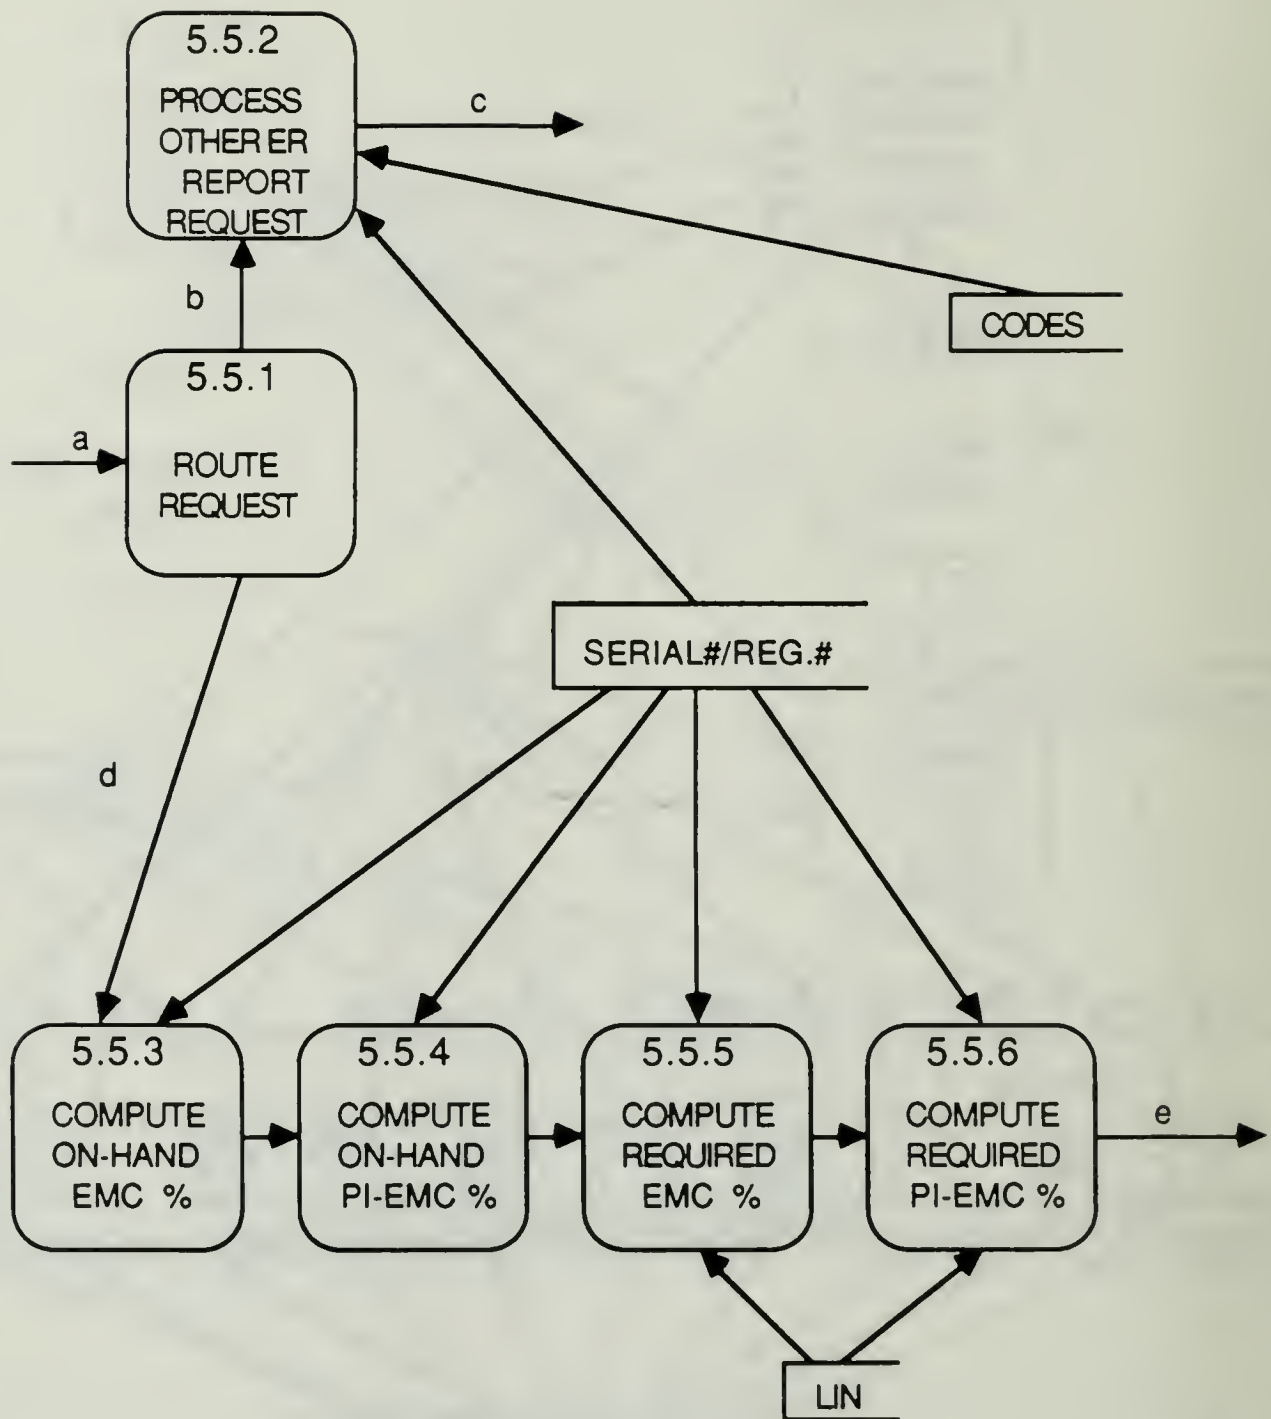 5.5.2
PROCESS
OTHER ER
REPORT
REQUEST
c
b
CODES
5.5.1
ROUTE
REQUEST
a
SERIAL#/REG.#
d
5.5.3
COMPUTE
ON-HAND
EMC %
5.5.4
COMPUTE
ON-HAND
PI-EMC %
5.5.5
COMPUTE
REQUIRED
EMC %
5.5.6
COMPUTE
REQUIRED
PI-EMC %
e
LIN